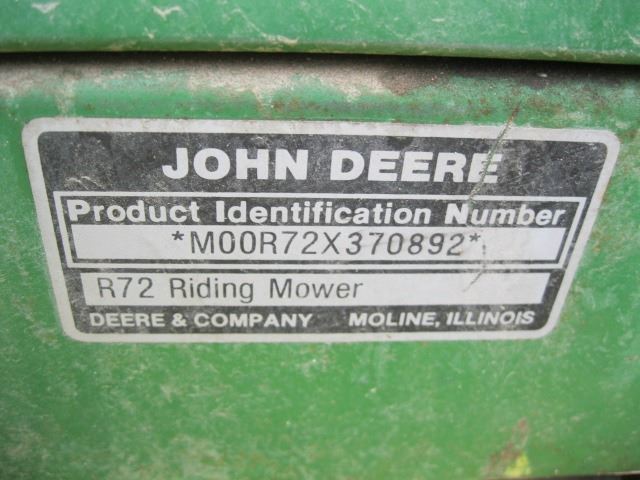 JOHN DEERE
Product Identification Number
*M00R72X370892*
R72 Riding Mower
DEERE & COMPANY MOLINE, ILLINOIS